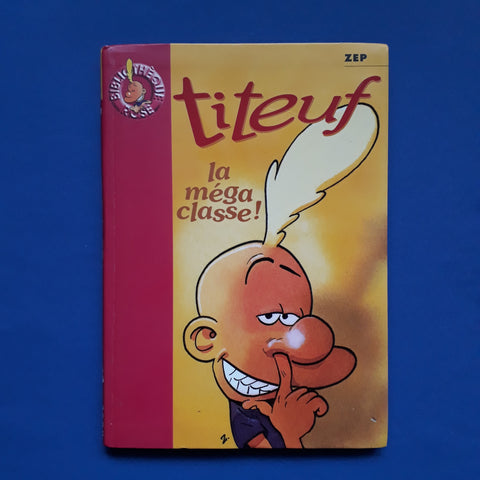 BIBLIOTHÈQUE
ROSE
ZEP
titeuf
la
méga
classe!